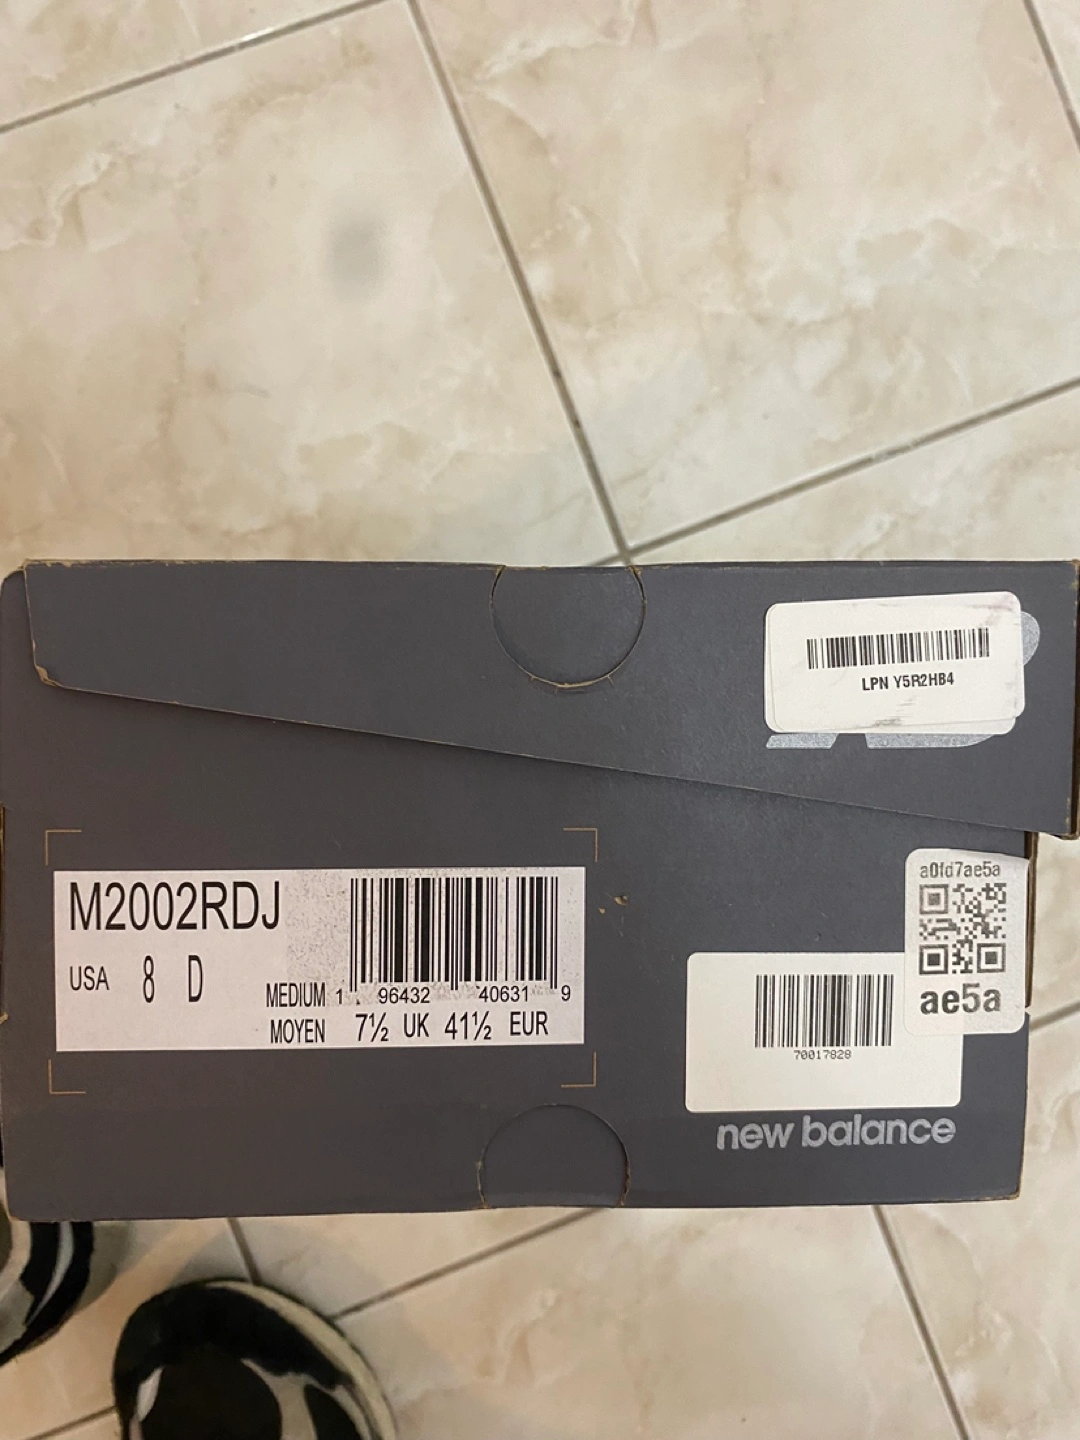 LPN Y5R2HB4
M2002RDJ
USA 8 D
MEDIUM 1 96432 40631 9
MOYEN 7½ UK 41½ EUR
a0fd7ae5a
ae5a
70017828
new balance